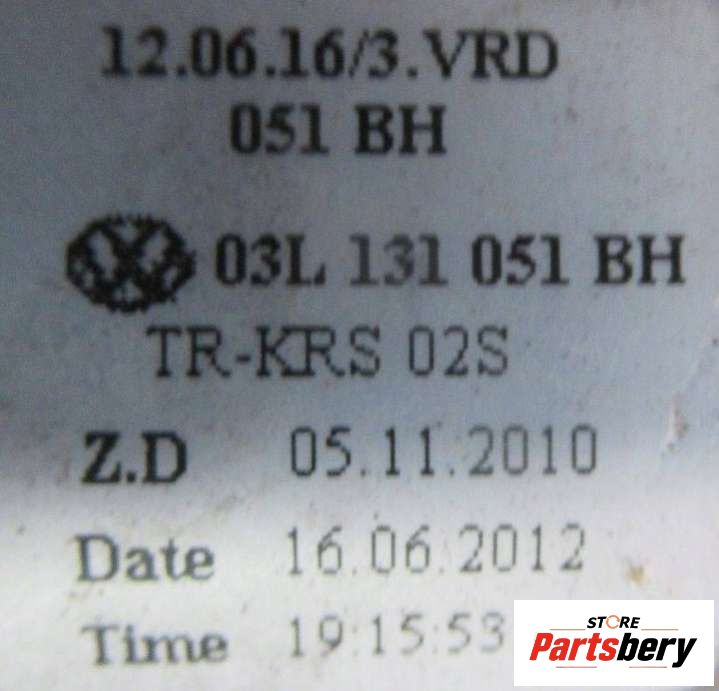 12.06.16/3.VRD
051 BH
03L 131 051 BH
TR-KRS 02S
Z.D 05.11.2010
Date 16.06.2012
Time 19:15:53
STORE
Partsbery